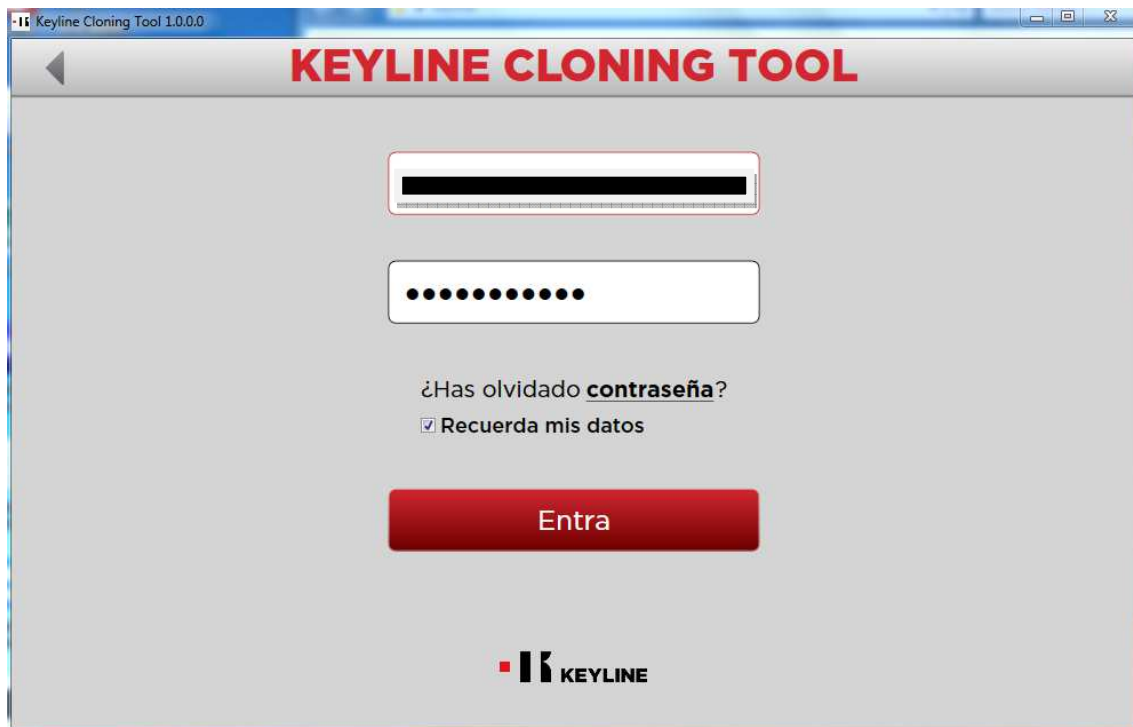 Keyline Cloning Tool 1.0.0.0
KEYLINE CLONING TOOL
●●●●●●●●●●●
¿Has olvidado contraseña?
Recuerda mis datos
Entra
KEYLINE